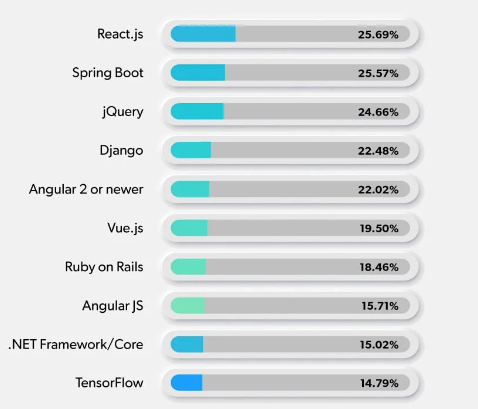 React.js 25.69%
Spring Boot 25.57%
jQuery 24.66%
Django 22.48%
Angular 2 or newer 22.02%
Vue.js 19.50%
Ruby on Rails 18.46%
Angular JS 15.71%
.NET Framework/Core 15.02%
TensorFlow 14.79%